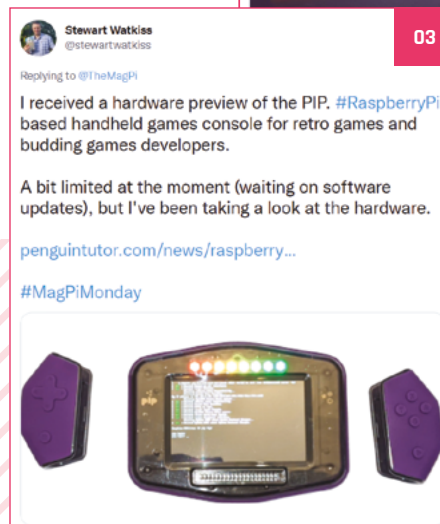 03
Stewart Watkiss
@stewartwatkiss
Replying to @TheMagPi
I received a hardware preview of the PIP. #RaspberryPi
based handheld games console for retro games and
budding games developers.
A bit limited at the moment (waiting on software
updates), but I've been taking a look at the hardware.
penguintutor.com/news/raspberry...
#MagPiMonday
pip